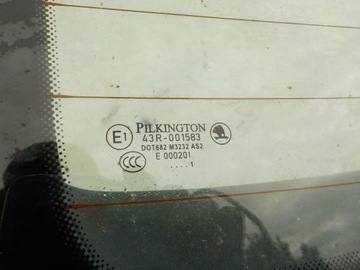 E1
PILKINGTON
43R-001583
DOT682 M3232 AS2
CCC
E 000201
....1